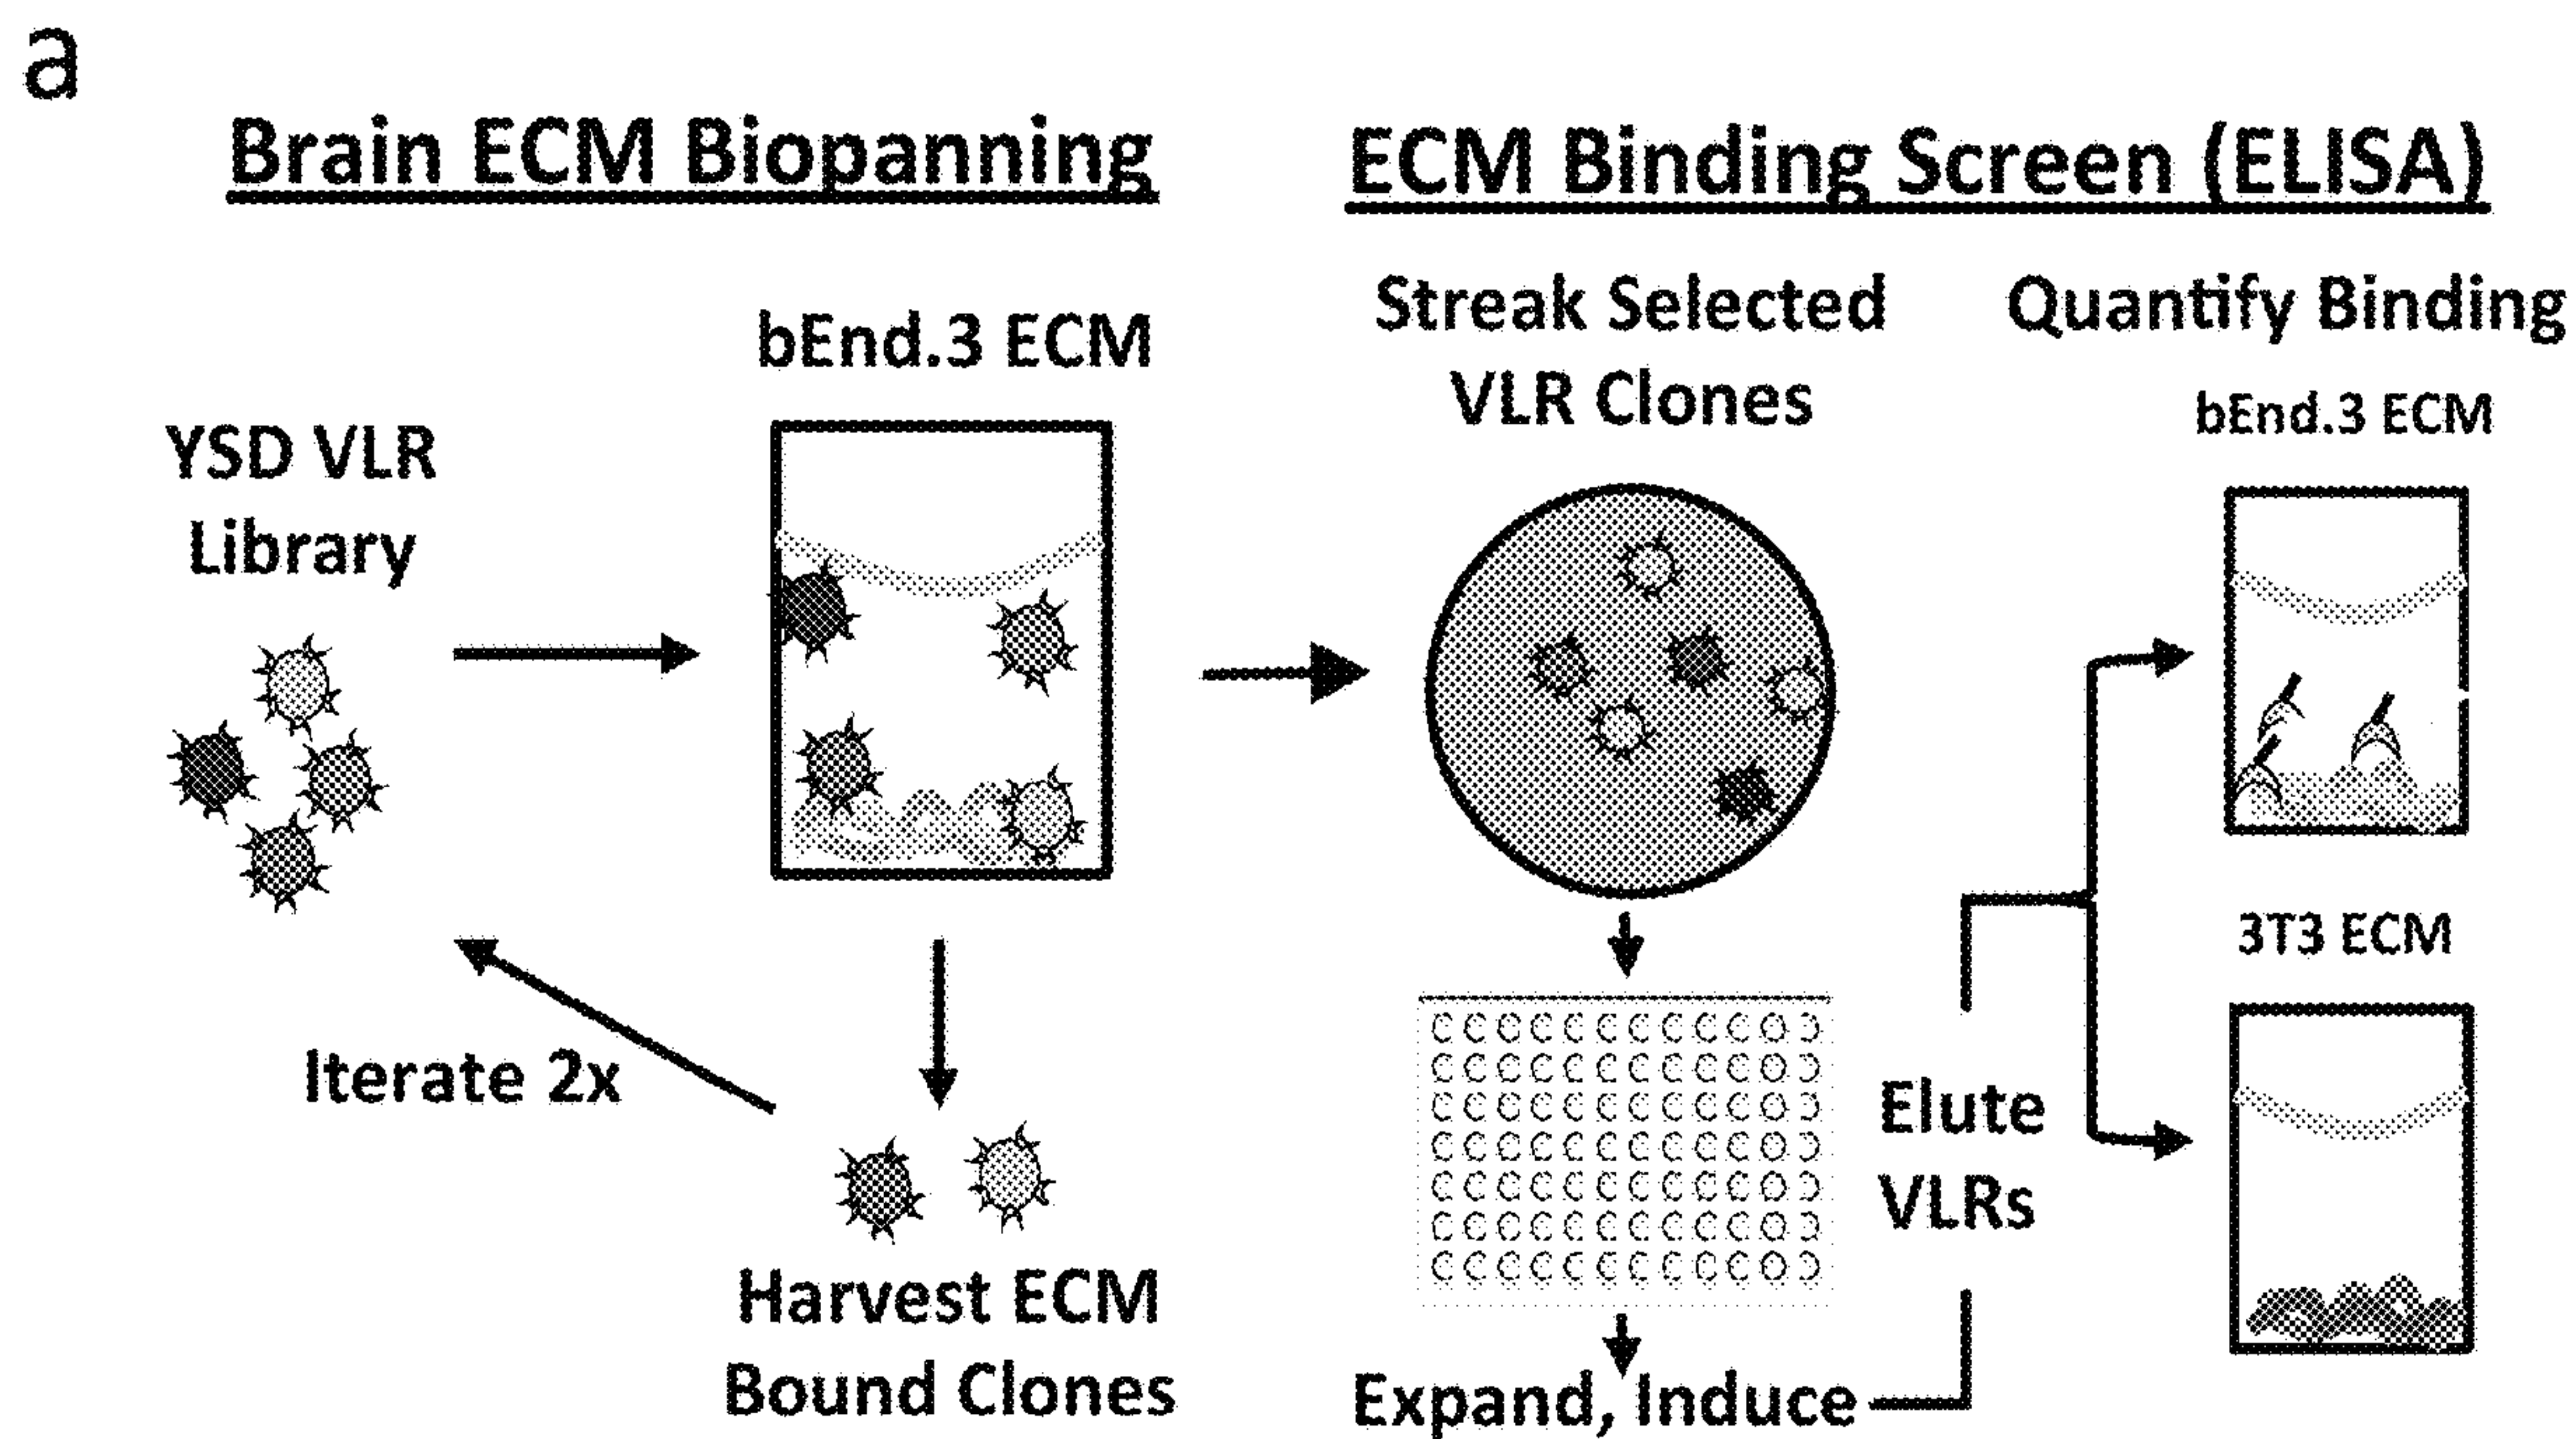 a
Brain ECM Biopanning
bEnd.3 ECM
YSD VLR
Library
Iterate 2x
Harvest ECM
Bound Clones
ECM Binding Screen (ELISA)
Streak Selected
VLR Clones
Quantify Binding
bEnd.3 ECM
3T3 ECM
Elute
VLRs
Expand, Induce